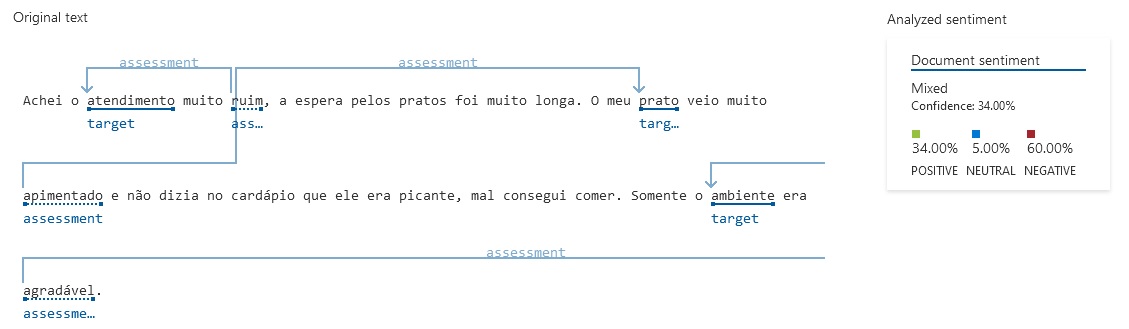 Original text
assessment assessment
Achei o atendimento muito ruim, a espera pelos pratos foi muito longa. O meu prato veio muito
target ass… targ…
apimentado e não dizia no cardápio que ele era picante, mal consegui comer. Somente o ambiente era
assessment target
assessment
agradável.
assessme…
Analyzed sentiment
Document sentiment
Mixed
Confidence: 34.00%
34.00% 5.00% 60.00%
POSITIVE NEUTRAL NEGATIVE